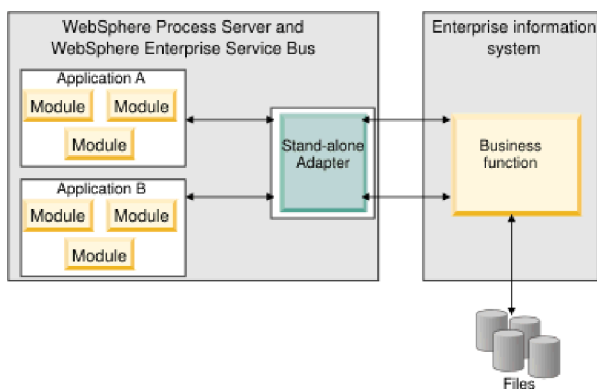 WebSphere Process Server and
WebSphere Enterprise Service Bus
Application A
Module
Module
Module
Application B
Module
Module
Module
Stand-alone
Adapter
Enterprise information
system
Business
function
Files